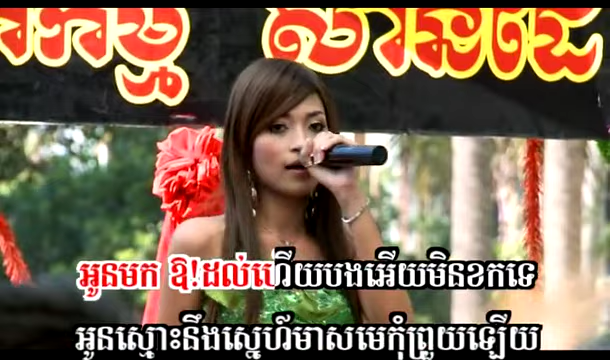 អូនមក ឱ!ដល់ហើយបងអើយមិនខកទេ
អូនស្មោះនឹងស្នេហ៍មាសមេកុំព្រួយឡើយ